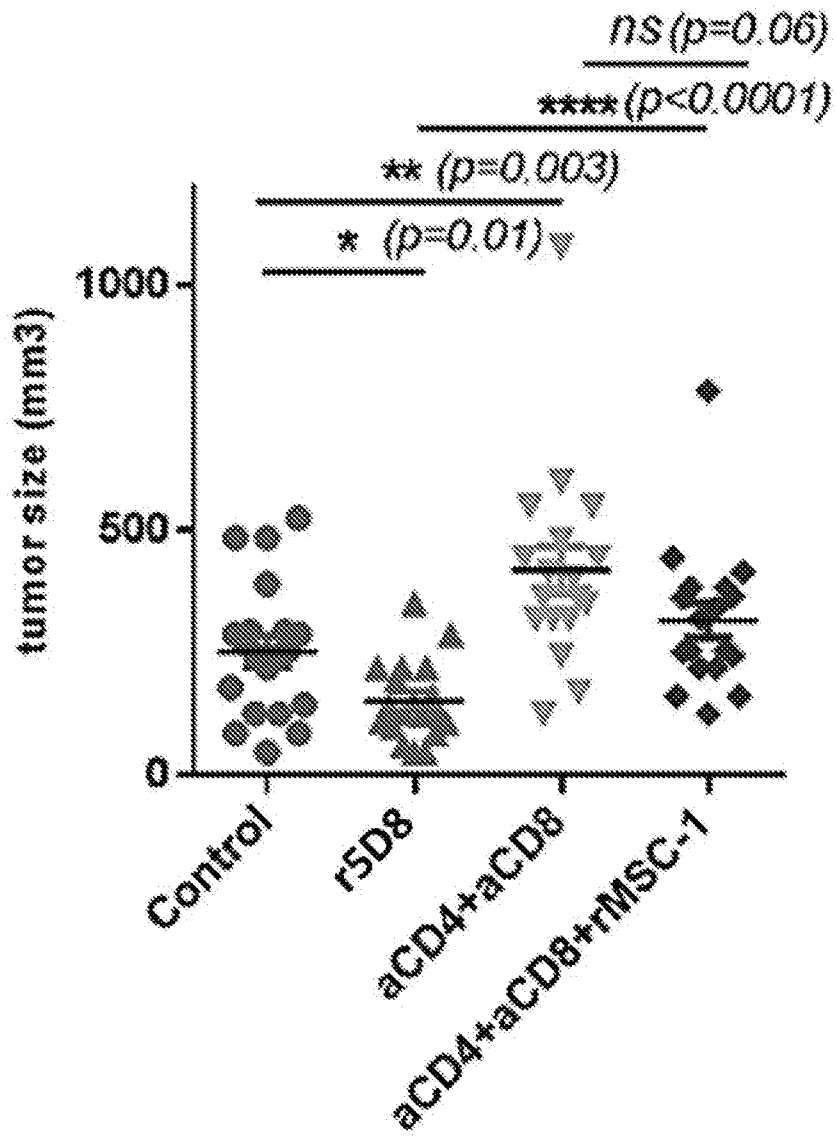 ns (p=0.06)
**** (p<0.0001)
** (p=0.003)
* (p=0.01)
1000
500
0
tumor size (mm3)
Control
r5D8
aCD4+aCD8
aCD4+aCD8+rMSC-1